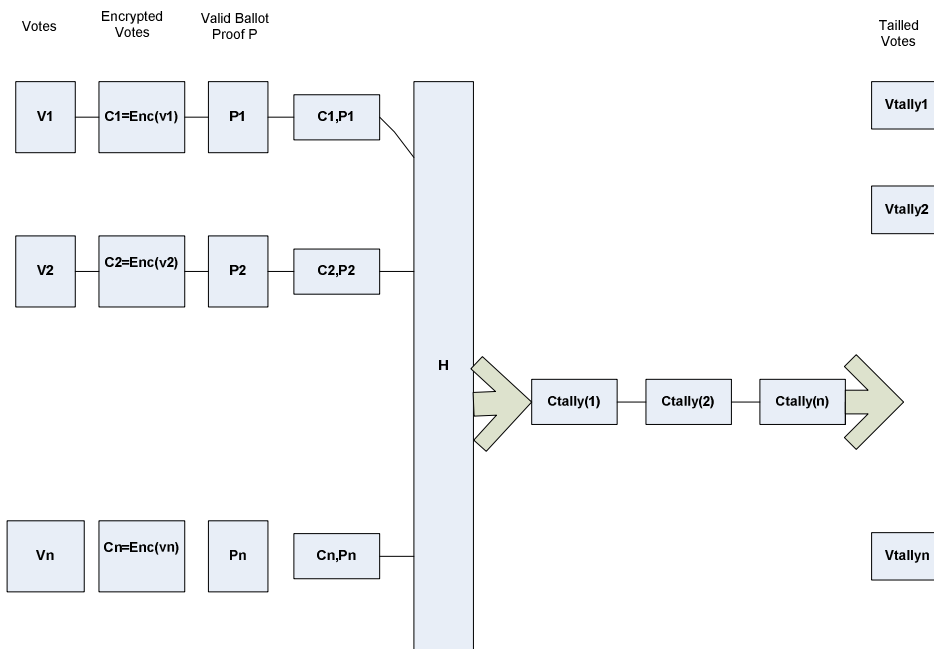 Votes
Encrypted
Votes
Valid Ballot
Proof P
Tailled
Votes
V1
C1=Enc(v1)
P1
C1,P1
Vtally1
V2
C2=Enc(v2)
P2
C2,P2
Vtally2
H
Ctally(1)
Ctally(2)
Ctally(n)
Vn
Cn=Enc(vn)
Pn
Cn,Pn
Vtallyn